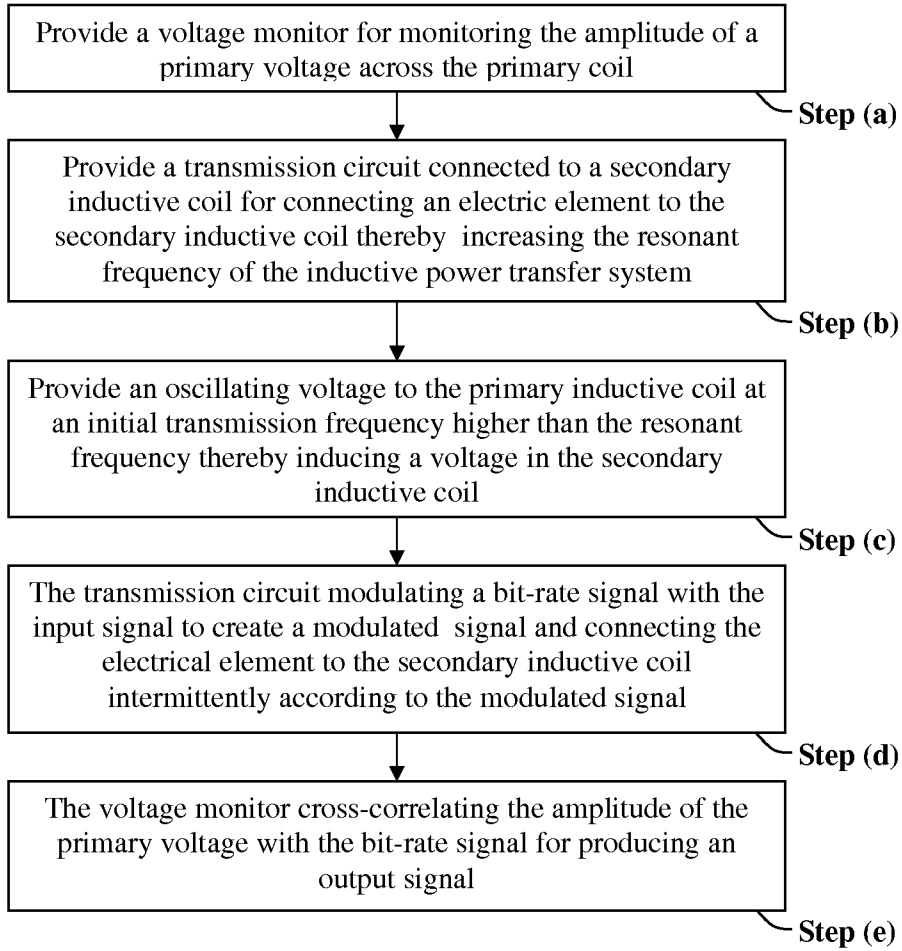 Provide a voltage monitor for monitoring the amplitude of a
primary voltage across the primary coil
Step (a)
Provide a transmission circuit connected to a secondary
inductive coil for connecting an electric element to the
secondary inductive coil thereby increasing the resonant
frequency of the inductive power transfer system
Step (b)
Provide an oscillating voltage to the primary inductive coil at
an initial transmission frequency higher than the resonant
frequency thereby inducing a voltage in the secondary
inductive coil
Step (c)
The transmission circuit modulating a bit-rate signal with the
input signal to create a modulated signal and connecting the
electrical element to the secondary inductive coil
intermittently according to the modulated signal
Step (d)
The voltage monitor cross-correlating the amplitude of the
primary voltage with the bit-rate signal for producing an
output signal
Step (e)